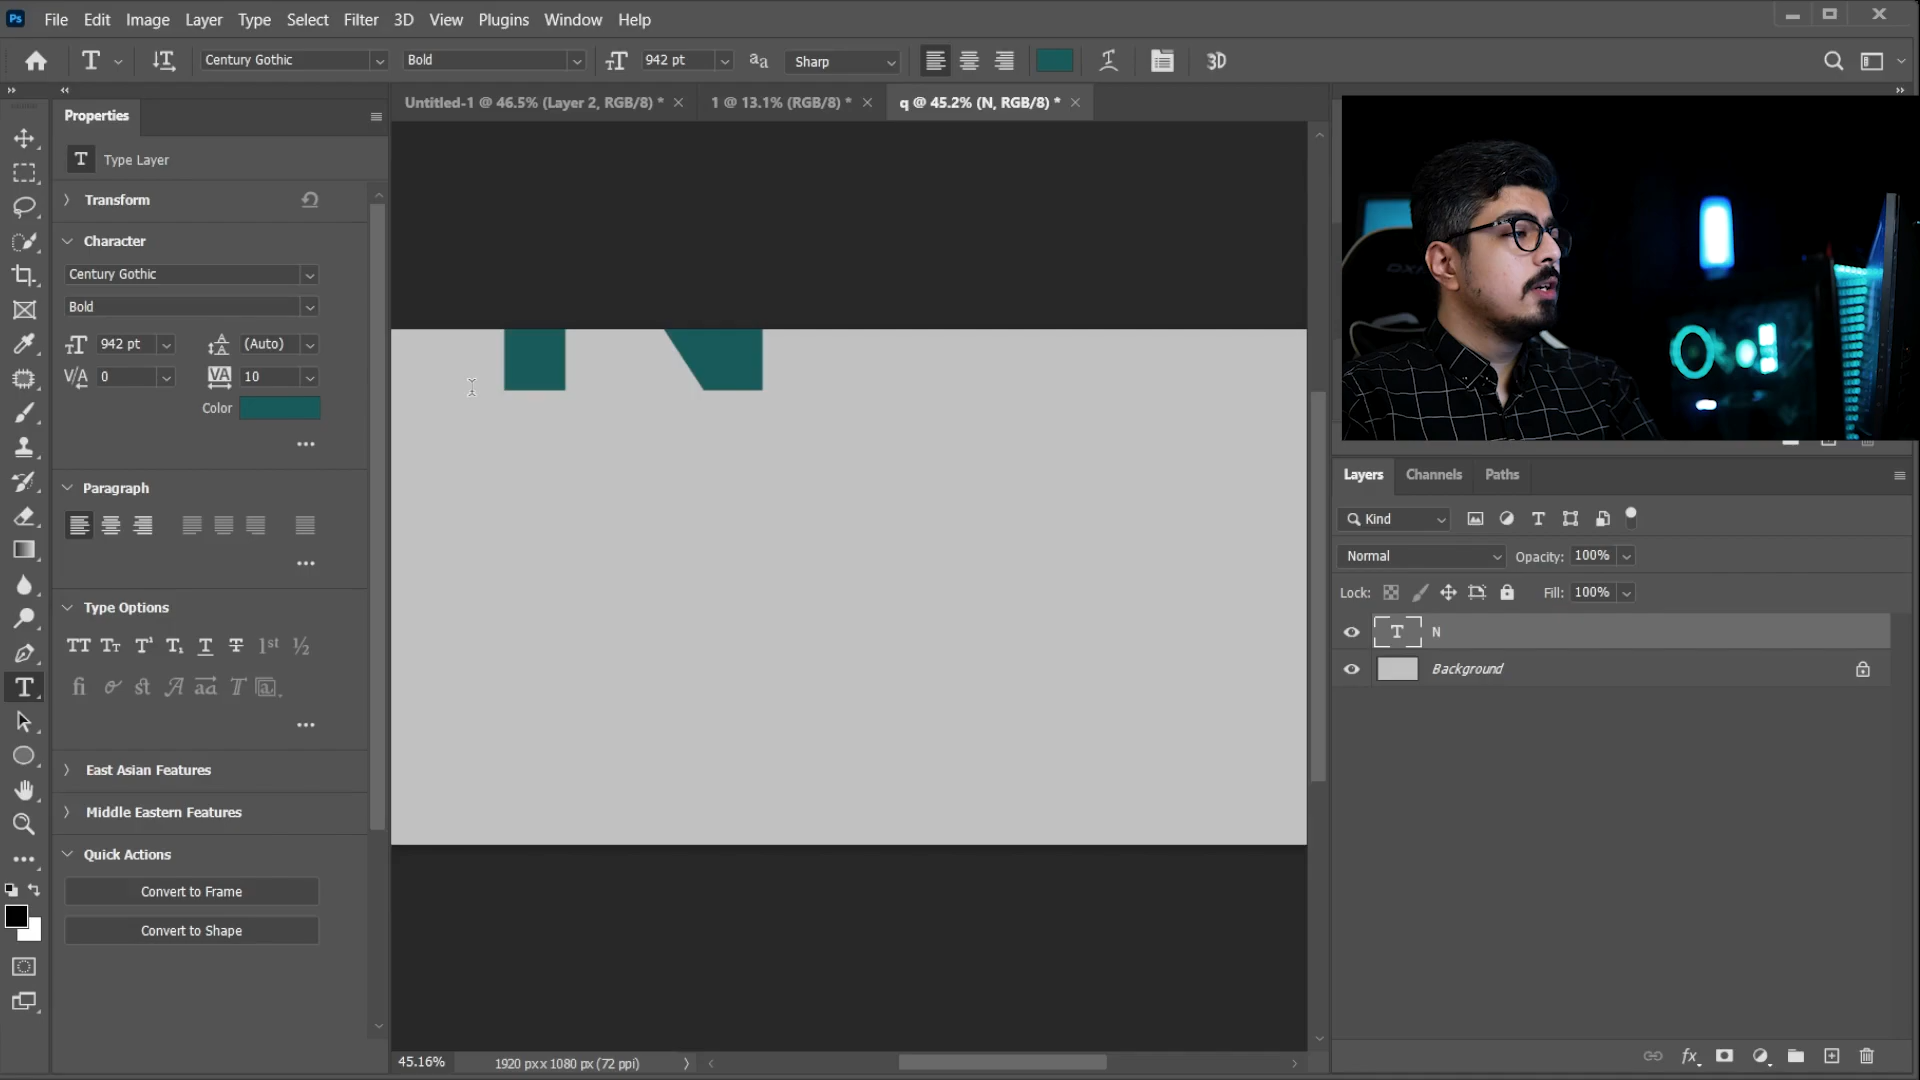 Ps File Edit Image Layer Type Select Filter 3D View Plugins Window Help
Century Gothic Bold 942 pt Sharp 3D
Properties
Untitled-1 @ 46.5% (Layer 2, RGB/8) *
1 @ 13.1% (RGB/8) *
q @ 45.2% (N, RGB/8) *
Type Layer
Transform
Character
Century Gothic
Bold
942 pt (Auto)
0 10
Color
Paragraph
Type Options
East Asian Features
Middle Eastern Features
Quick Actions
Convert to Frame
Convert to Shape
45.16% 1920 px x 1080 px (72 ppi)
N
Layers Channels Paths
Kind
Normal Opacity: 100%
Lock: Fill: 100%
N
Background